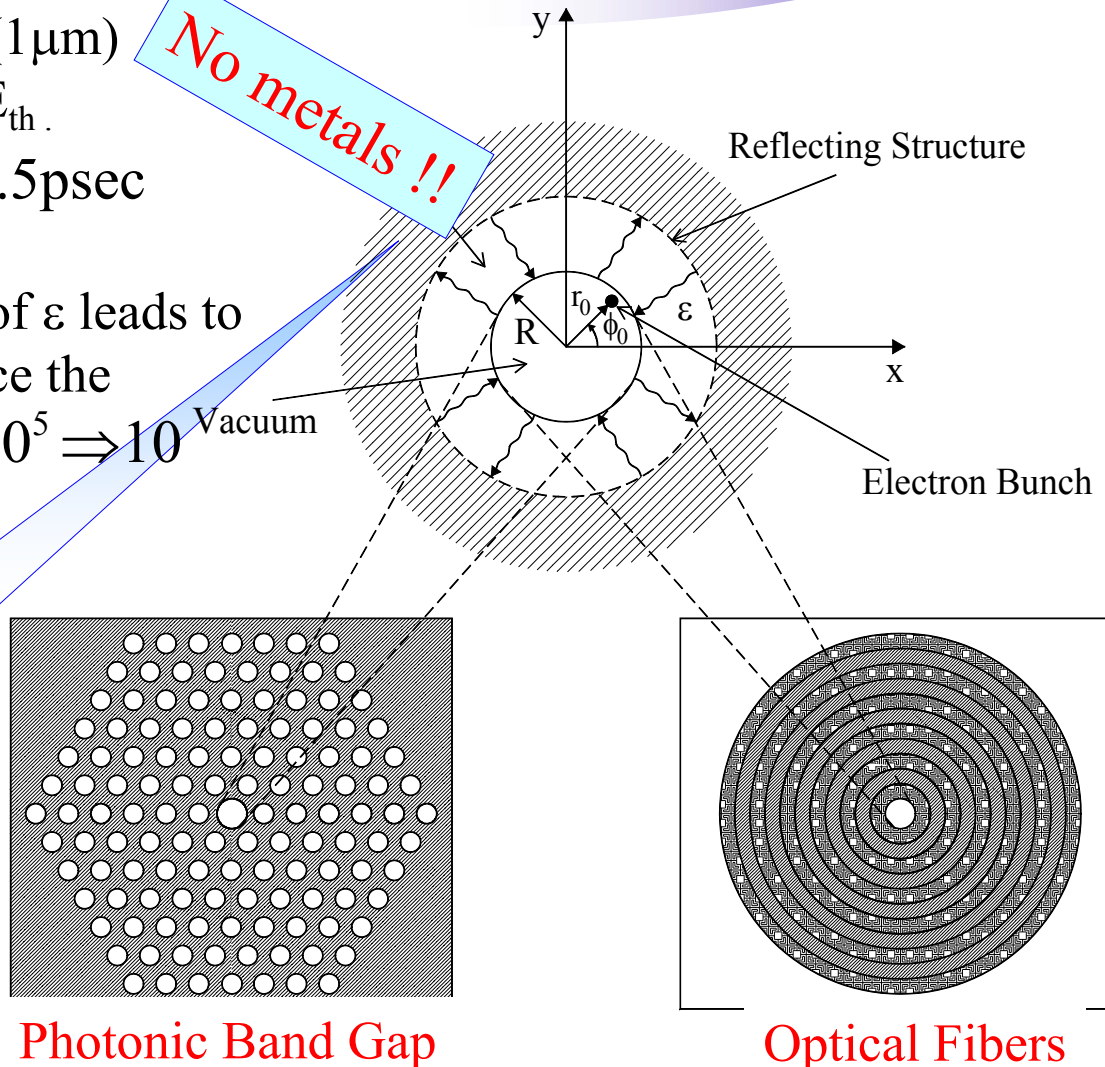 (1μm)
E_th .
.5psec
of ε leads to
ce the
0⁵ ⇒10
No metals !!
y
Reflecting Structure
r₀
ϕ₀
R
ε
x
Vacuum
Electron Bunch
Photonic Band Gap
Optical Fibers